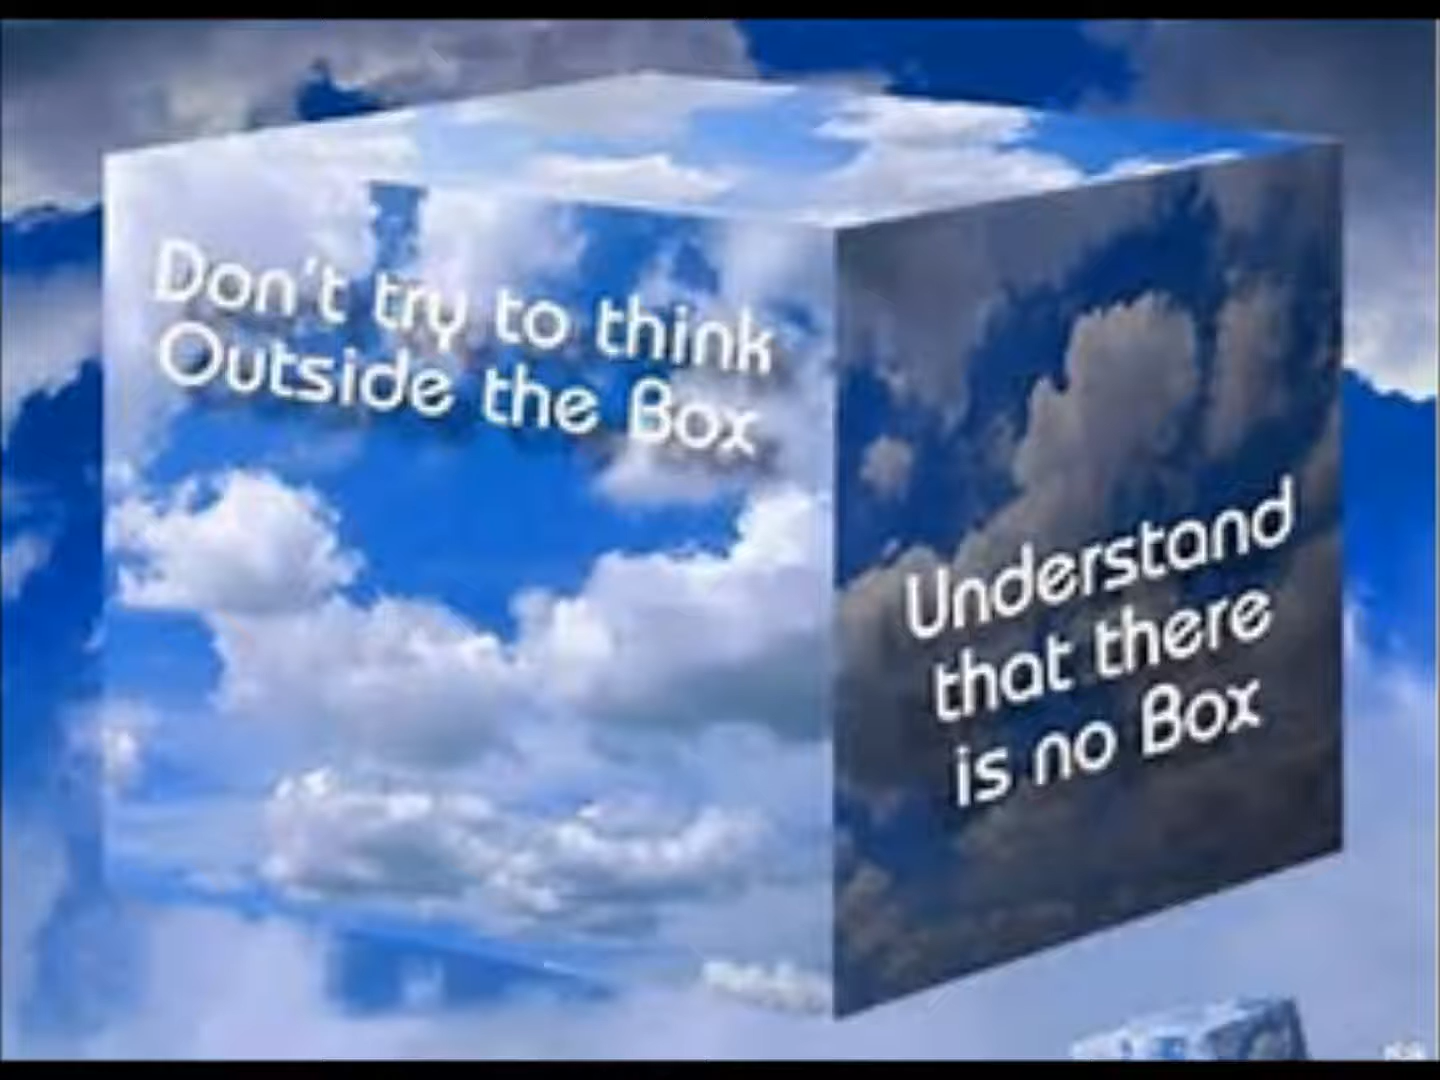 Don't try to think
Outside the Box
Understand
that there
is no Box